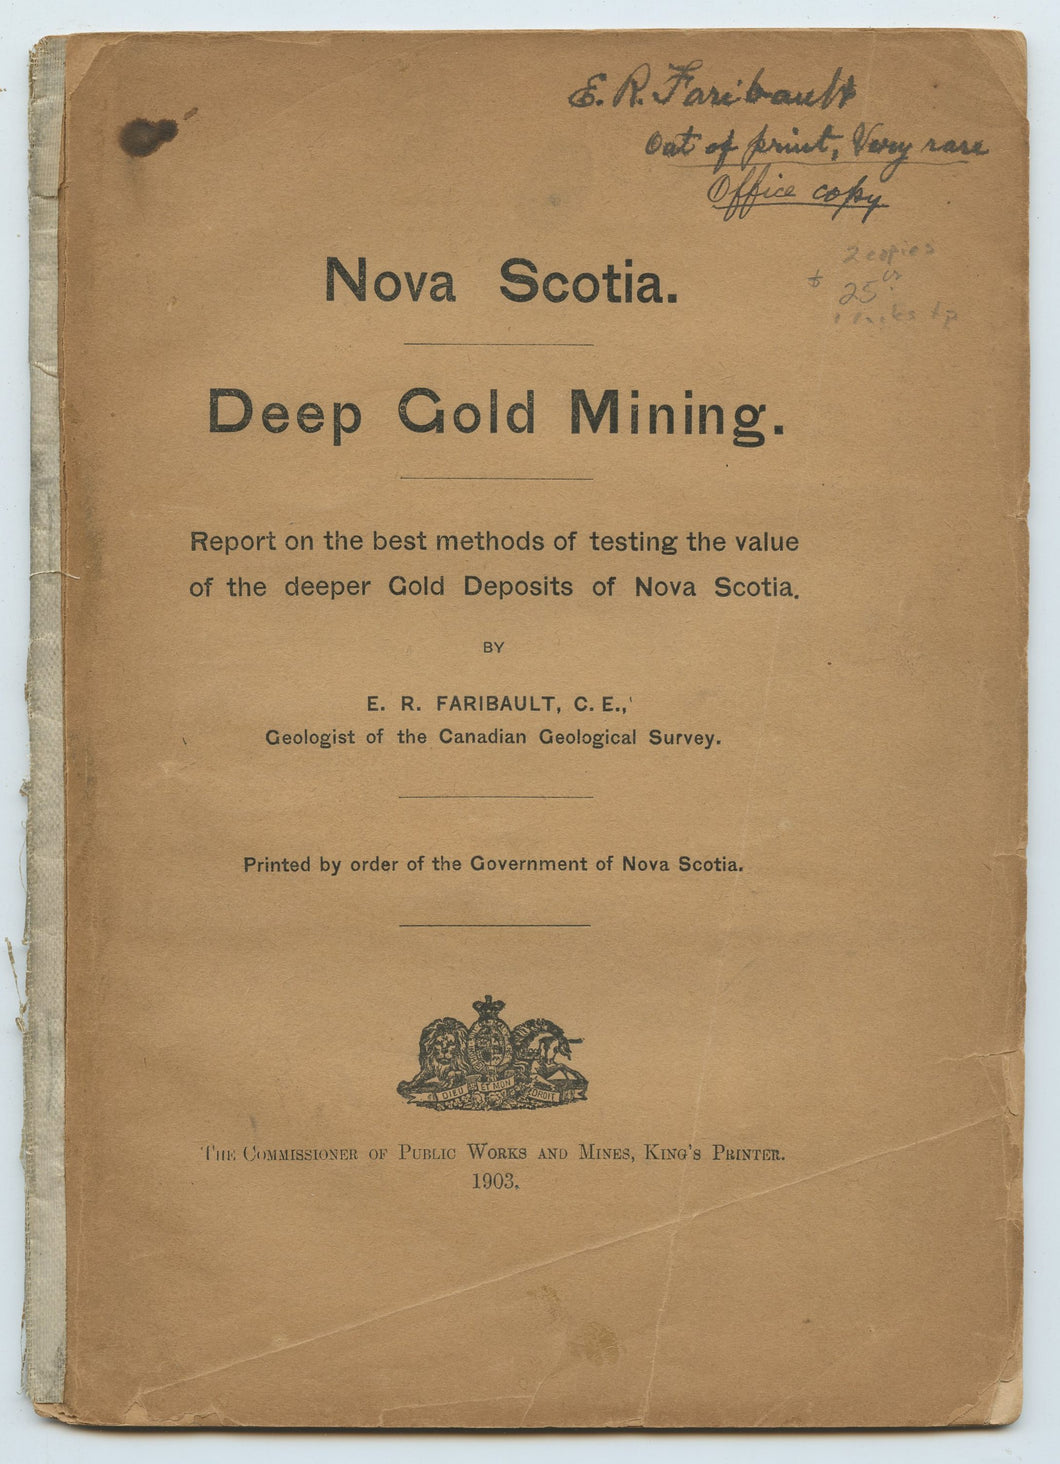 E. R. Faribault
Out of print, Very rare
Office copy
2 copies
$ 25
Nova Scotia.
Deep Gold Mining.
Report on the best methods of testing the value
of the deeper Gold Deposits of Nova Scotia.
BY
E. R. FARIBAULT, C. E.,
Geologist of the Canadian Geological Survey.
Printed by order of the Government of Nova Scotia.
DIEU ET MON DROIT
THE COMMISSIONER OF PUBLIC WORKS AND MINES, KING'S PRINTER.
1903.